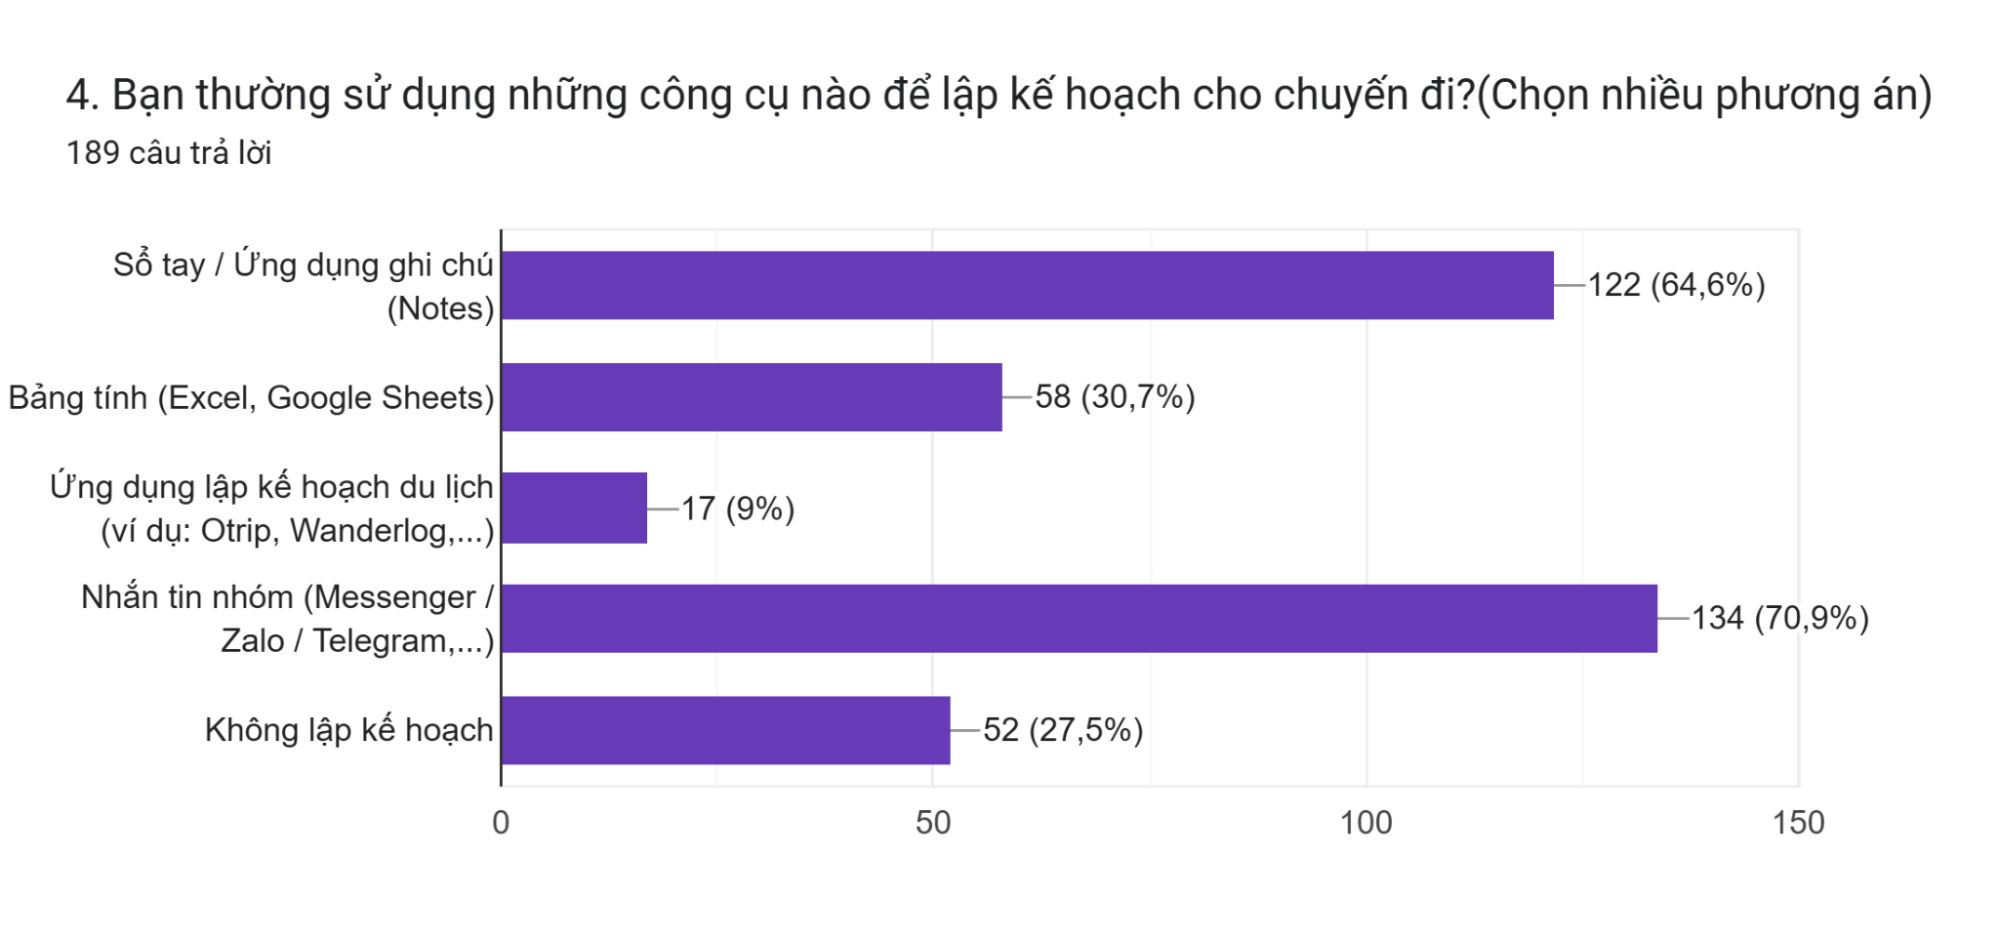 4. Bạn thường sử dụng những công cụ nào để lập kế hoạch cho chuyến đi?(Chọn nhiều phương án)
189 câu trả lời
Sổ tay / Ứng dụng ghi chú
(Notes)
122 (64,6%)
Bảng tính (Excel, Google Sheets)
58 (30,7%)
Ứng dụng lập kế hoạch du lịch
(ví dụ: Otrip, Wanderlog,...)
17 (9%)
Nhắn tin nhóm (Messenger /
Zalo / Telegram,...)
134 (70,9%)
Không lập kế hoạch
52 (27,5%)
0
50
100
150